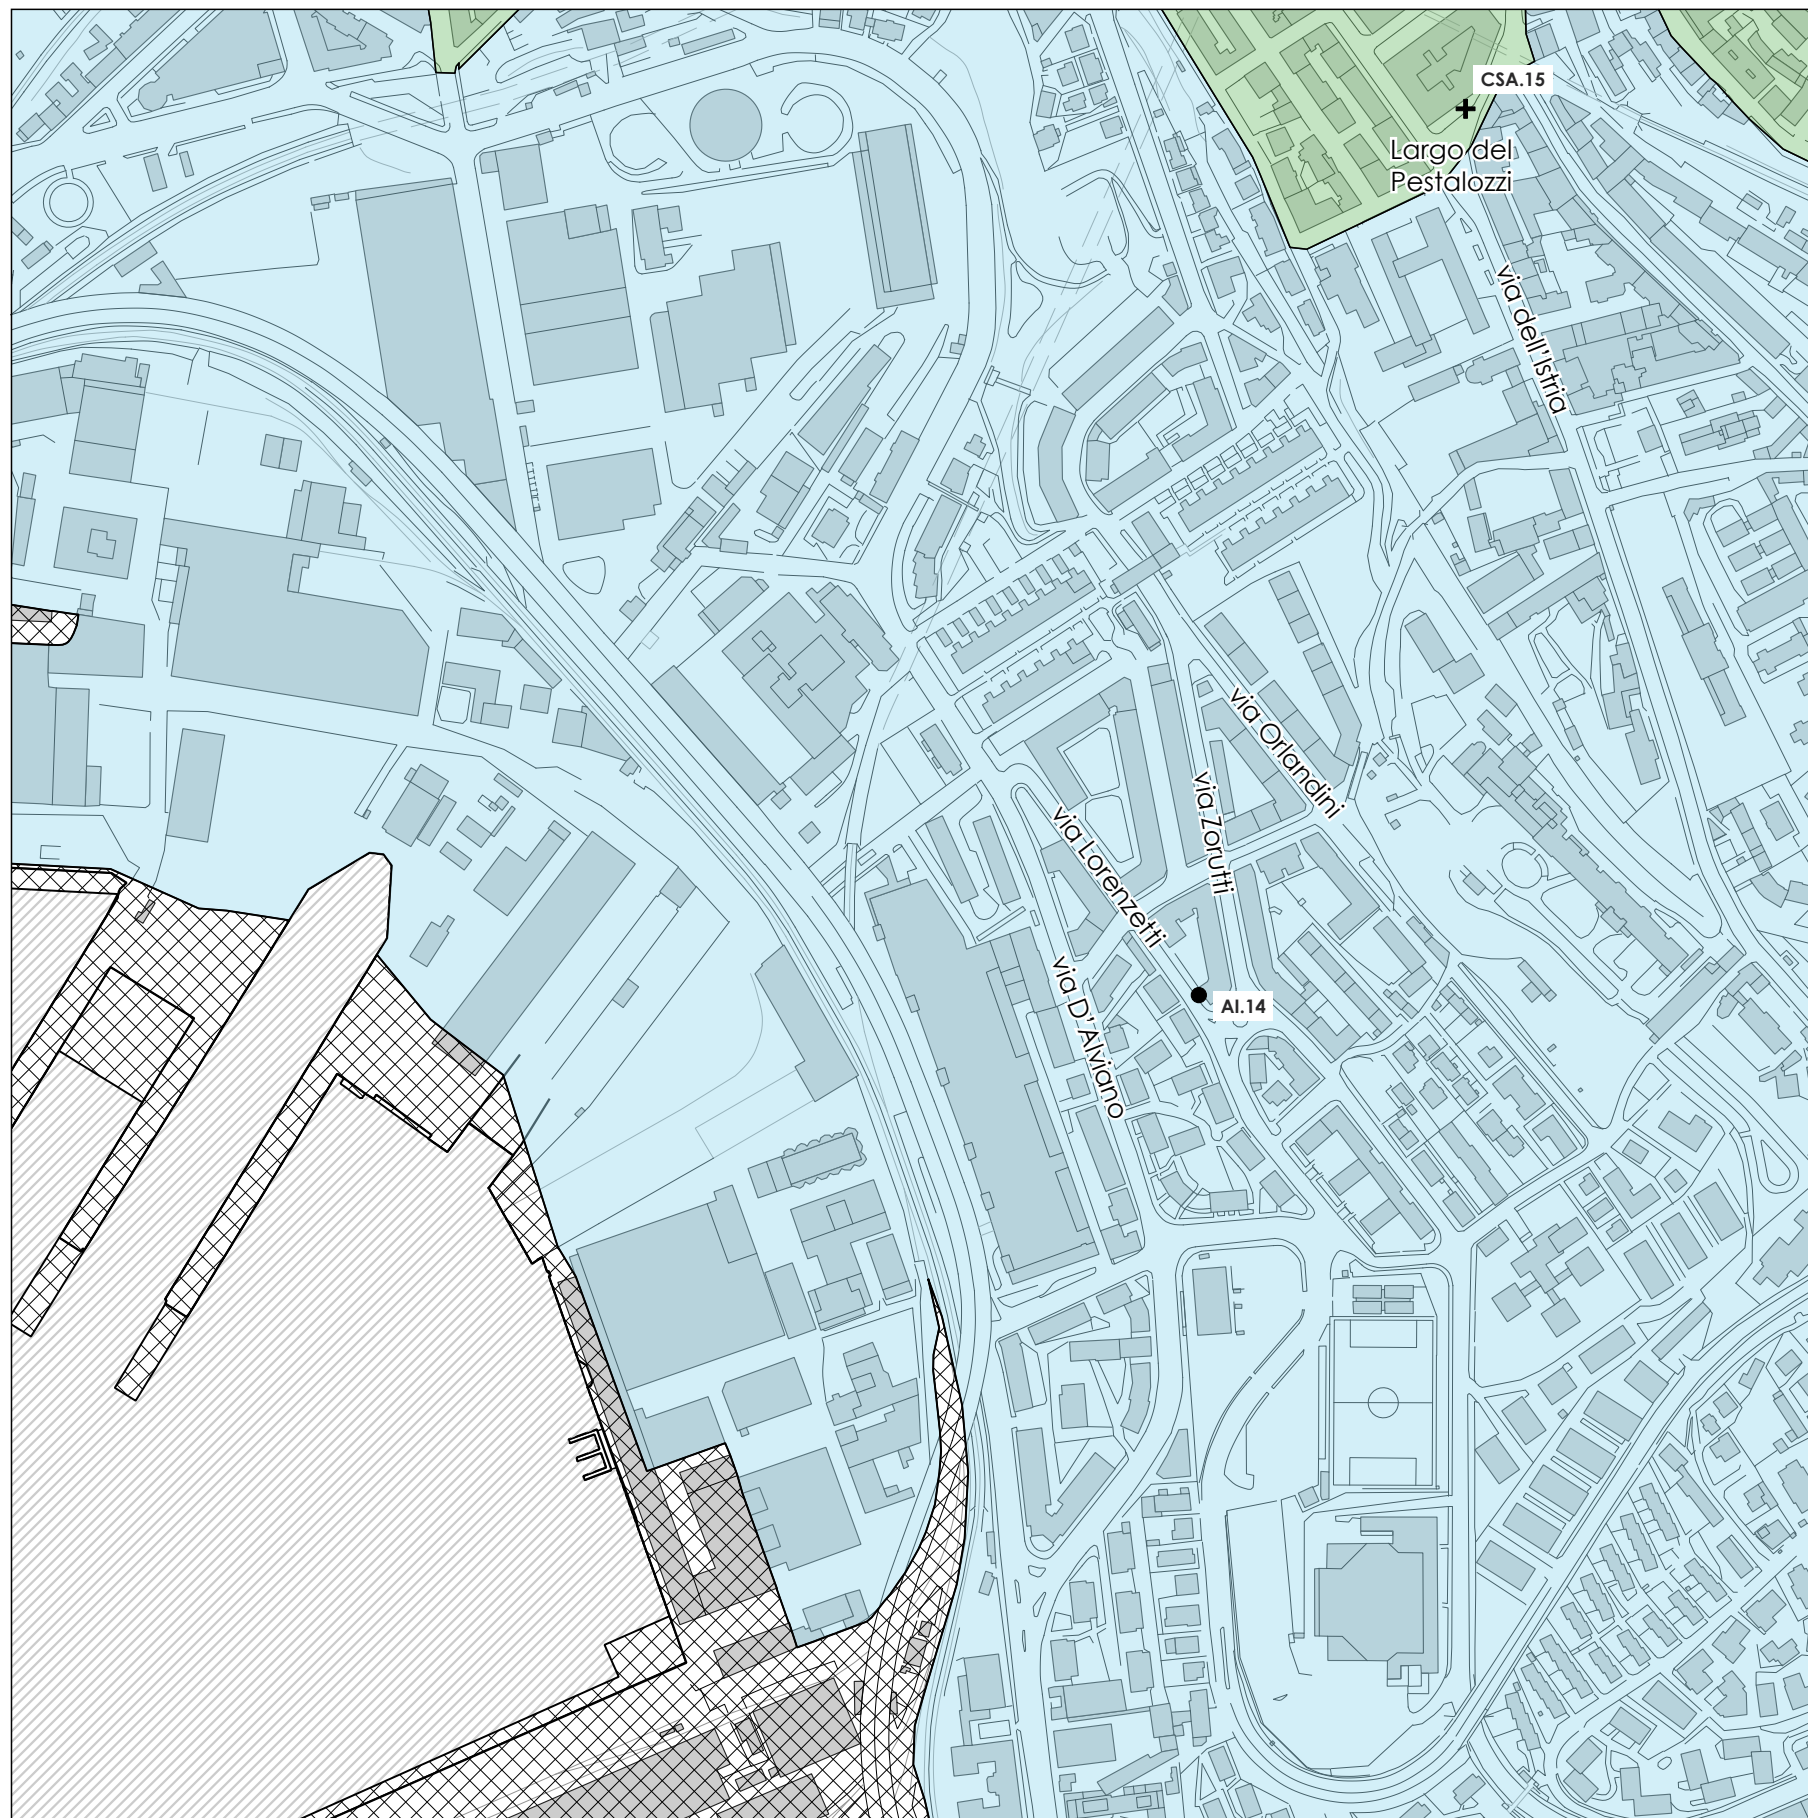 CSA.15
Largo del
Pestalozzi
via dell'Istria
via Orlandini
via Zorutti
via Lorenzetti
via D'Alviano
AI.14